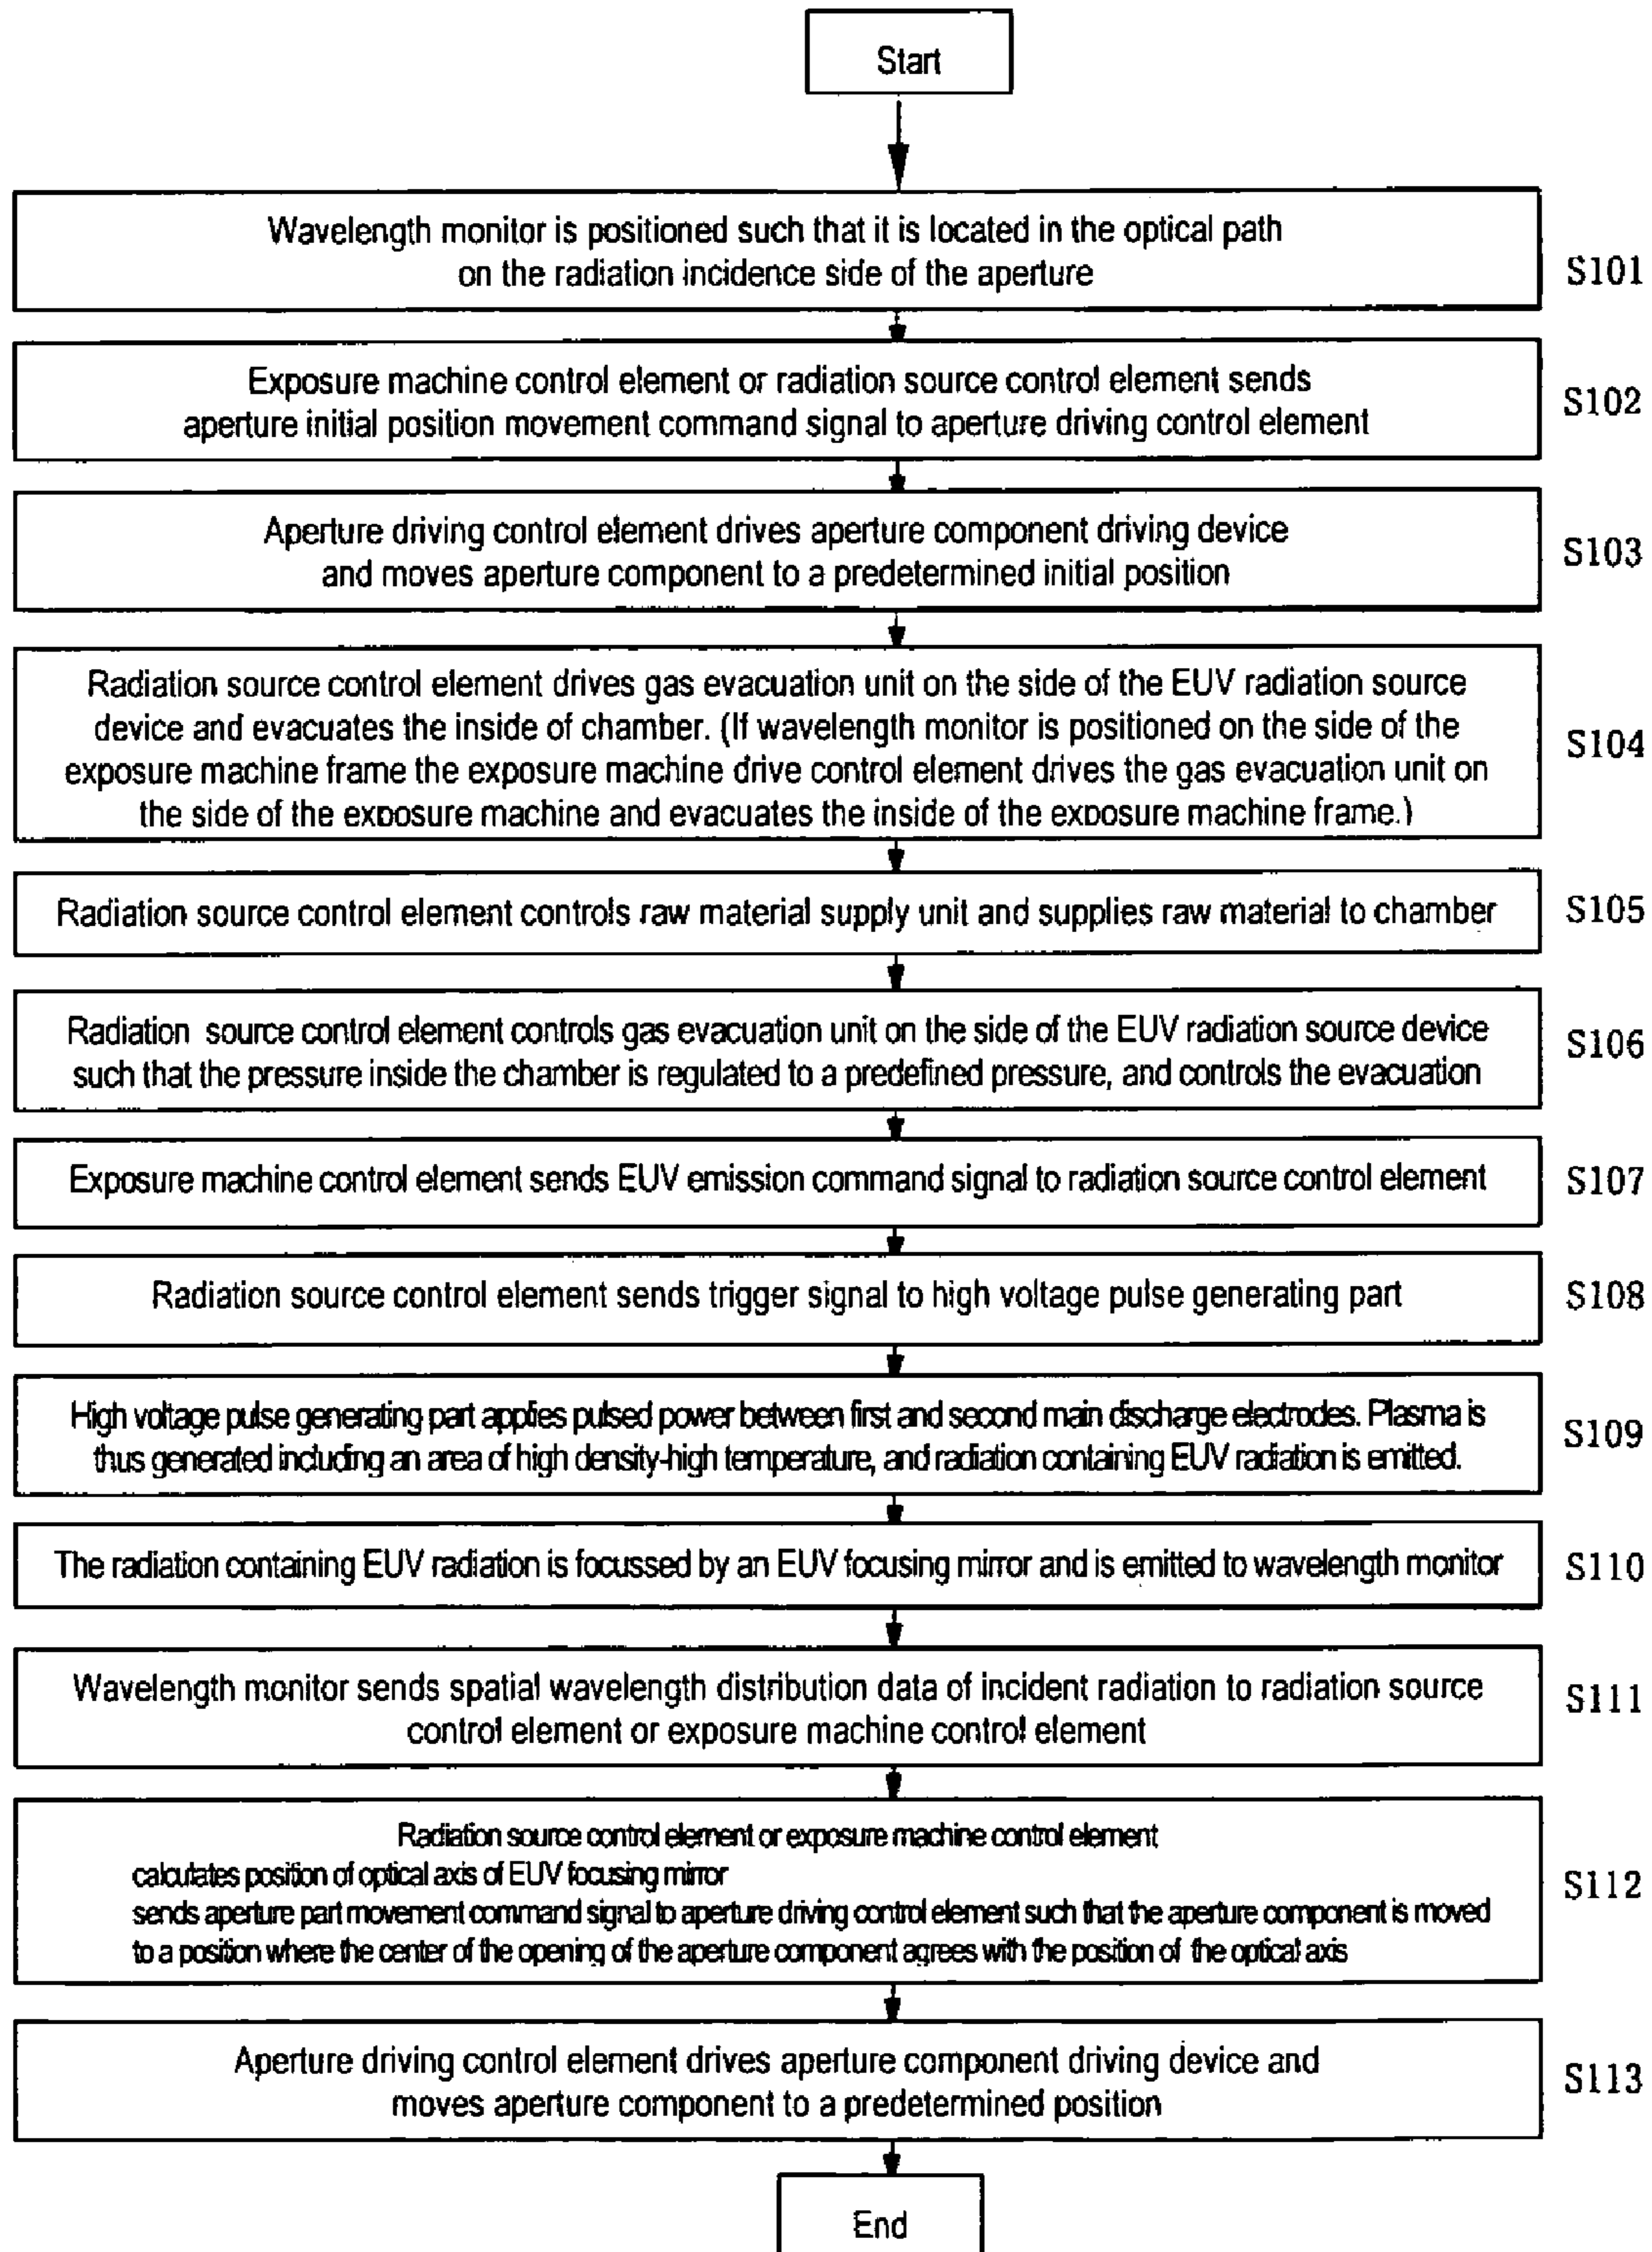 Start
Wavelength monitor is positioned such that it is located in the optical path
on the radiation incidence side of the aperture
S101
Exposure machine control element or radiation source control element sends
aperture initial position movement command signal to aperture driving control element
S102
Aperture driving control element drives aperture component driving device
and moves aperture component to a predetermined initial position
S103
Radiation source control element drives gas evacuation unit on the side of the EUV radiation source
device and evacuates the inside of chamber. (If wavelength monitor is positioned on the side of the
exposure machine frame the exposure machine drive control element drives the gas evacuation unit on
the side of the exposure machine and evacuates the inside of the exposure machine frame.)
S104
Radiation source control element controls raw material supply unit and supplies raw material to chamber
S105
Radiation source control element controls gas evacuation unit on the side of the EUV radiation source device
such that the pressure inside the chamber is regulated to a predefined pressure, and controls the evacuation
S106
Exposure machine control element sends EUV emission command signal to radiation source control element
S107
Radiation source control element sends trigger signal to high voltage pulse generating part
S108
High voltage pulse generating part applies pulsed power between first and second main discharge electrodes. Plasma is
thus generated including an area of high density-high temperature, and radiation containing EUV radiation is emitted.
S109
The radiation containing EUV radiation is focussed by an EUV focusing mirror and is emitted to wavelength monitor
S110
Wavelength monitor sends spatial wavelength distribution data of incident radiation to radiation source
control element or exposure machine control element
S111
Radiation source control element or exposure machine control element
calculates position of optical axis of EUV focusing mirror
sends aperture part movement command signal to aperture driving control element such that the aperture component is moved
to a position where the center of the opening of the aperture component agrees with the position of the optical axis
S112
Aperture driving control element drives aperture component driving device and
moves aperture component to a predetermined position
S113
End